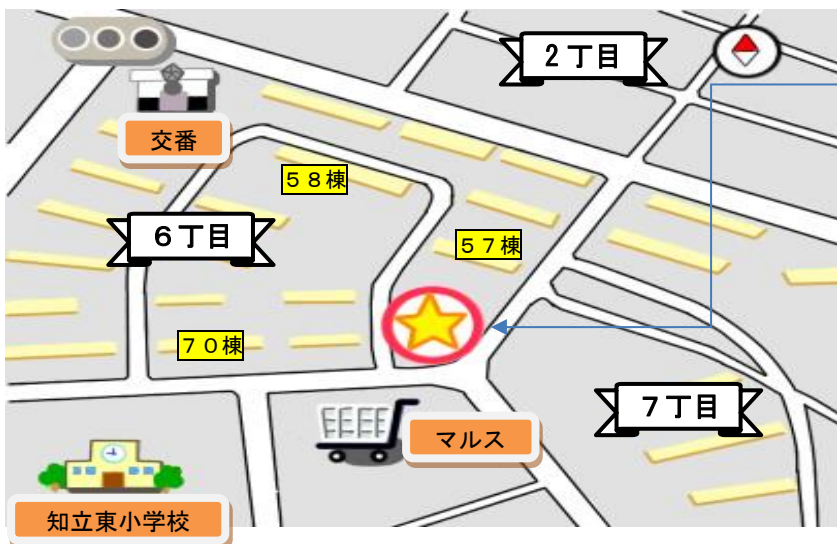 ２丁目
交番
５８棟
６丁目
５７棟
７０棟
７丁目
マルス
知立東小学校